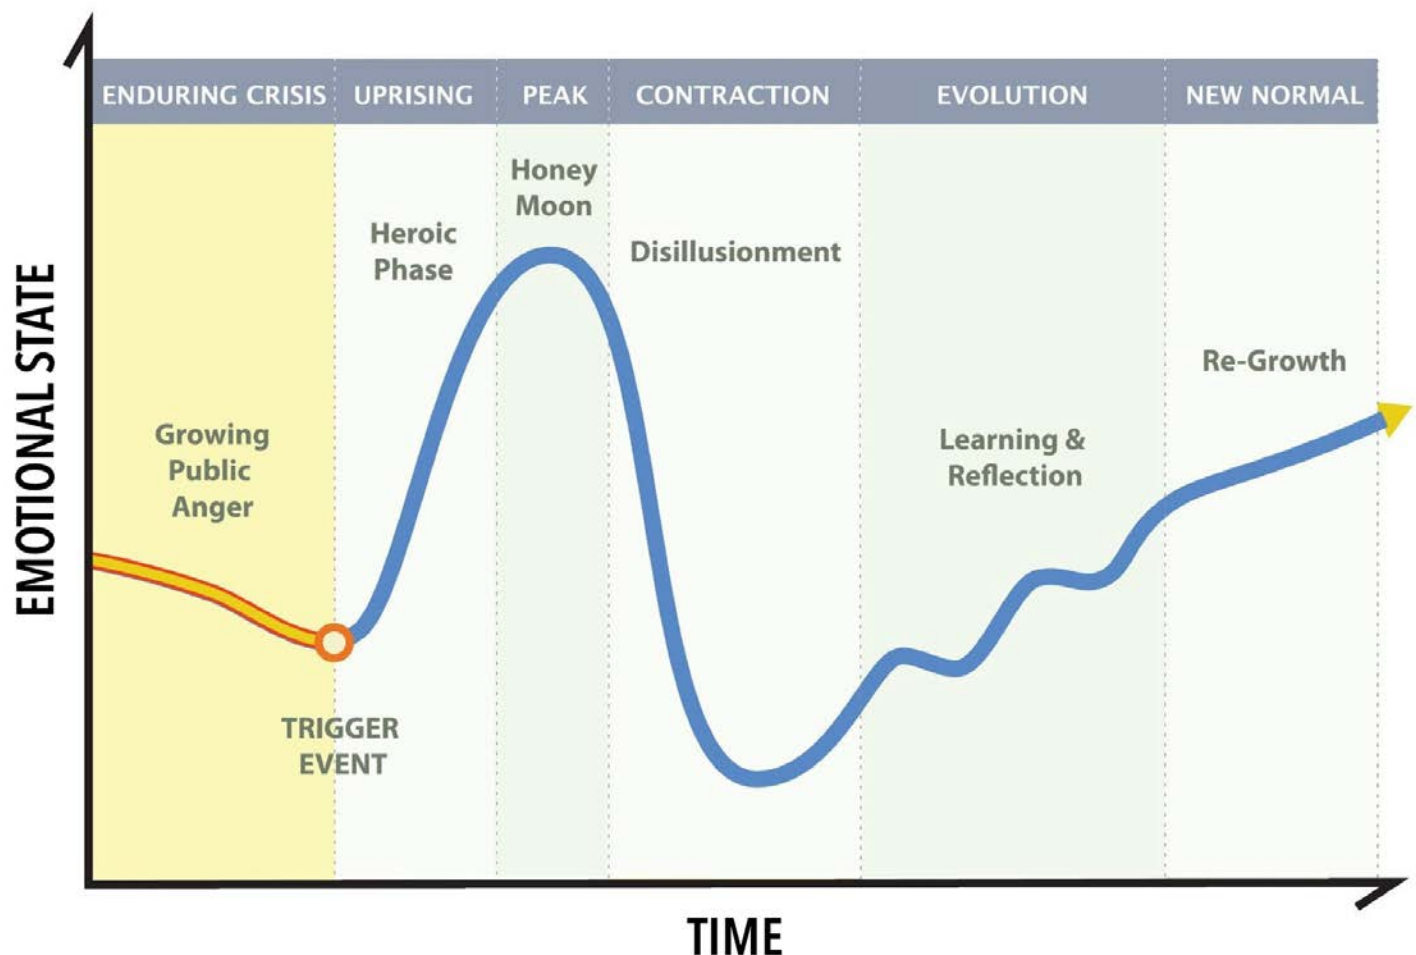 ENDURING CRISIS
UPRISING
PEAK
CONTRACTION
EVOLUTION
NEW NORMAL
Growing
Public
Anger
TRIGGER
EVENT
Heroic
Phase
Honey
Moon
Disillusionment
Learning &
Reflection
Re-Growth
EMOTIONAL STATE
TIME